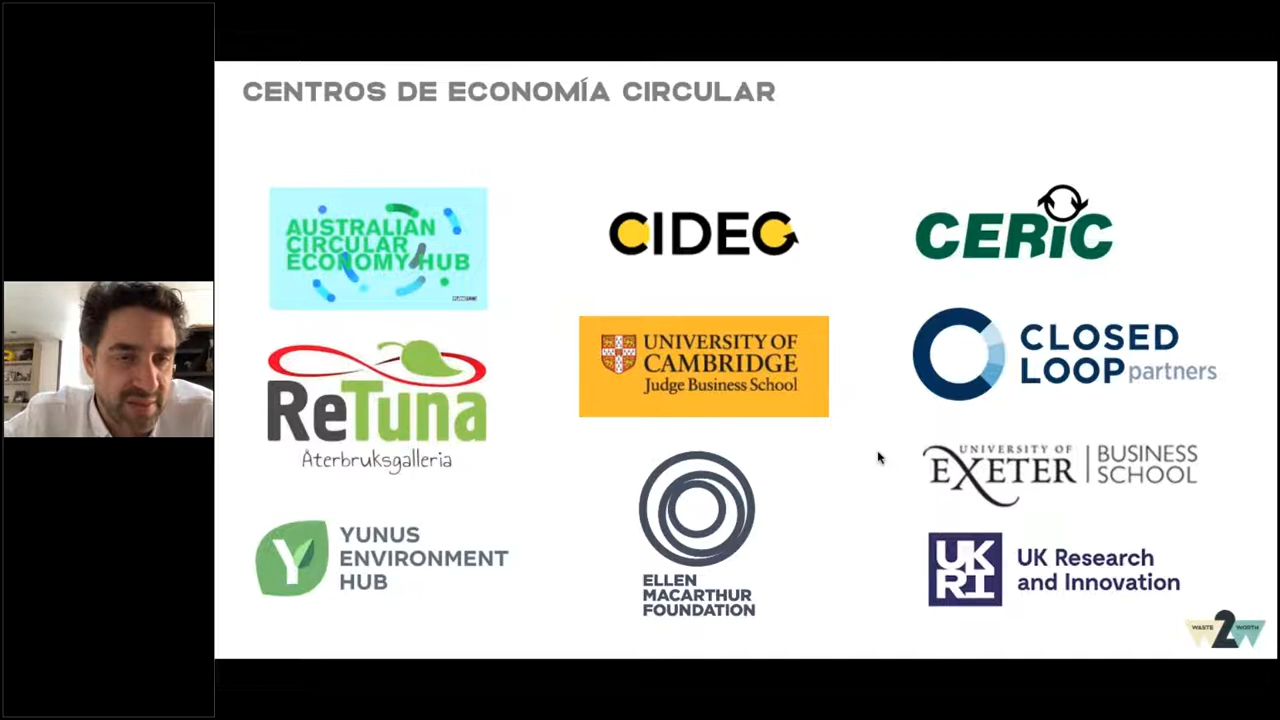 CENTROS DE ECONOMÍA CIRCULAR
AUSTRALIAN
CIRCULAR
ECONOMY HUB
CIDEC
CERiC
UNIVERSITY OF
CAMBRIDGE
Judge Business School
CLOSED
LOOP partners
ReTuna
Återbruksgalleria
UNIVERSITY OF
EXETER
BUSINESS
SCHOOL
YUNUS
ENVIRONMENT
HUB
ELLEN
MACARTHUR
FOUNDATION
UK
RI
UK Research
and Innovation
WASTE 2 WORTH